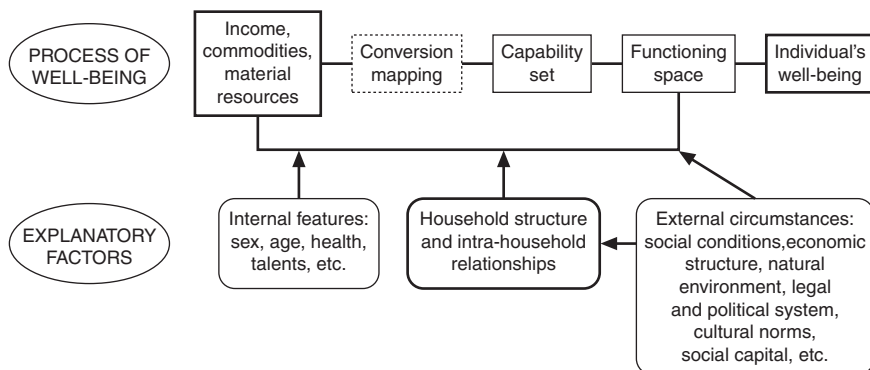 PROCESS OF
WELL-BEING
Income,
commodities,
material
resources
Conversion
mapping
Capability
set
Functioning
space
Individual's
well-being
EXPLANATORY
FACTORS
Internal features:
sex, age, health,
talents, etc.
Household structure
and intra-household
relationships
External circumstances:
social conditions,economic
structure, natural
environment, legal
and political system,
cultural norms,
social capital, etc.